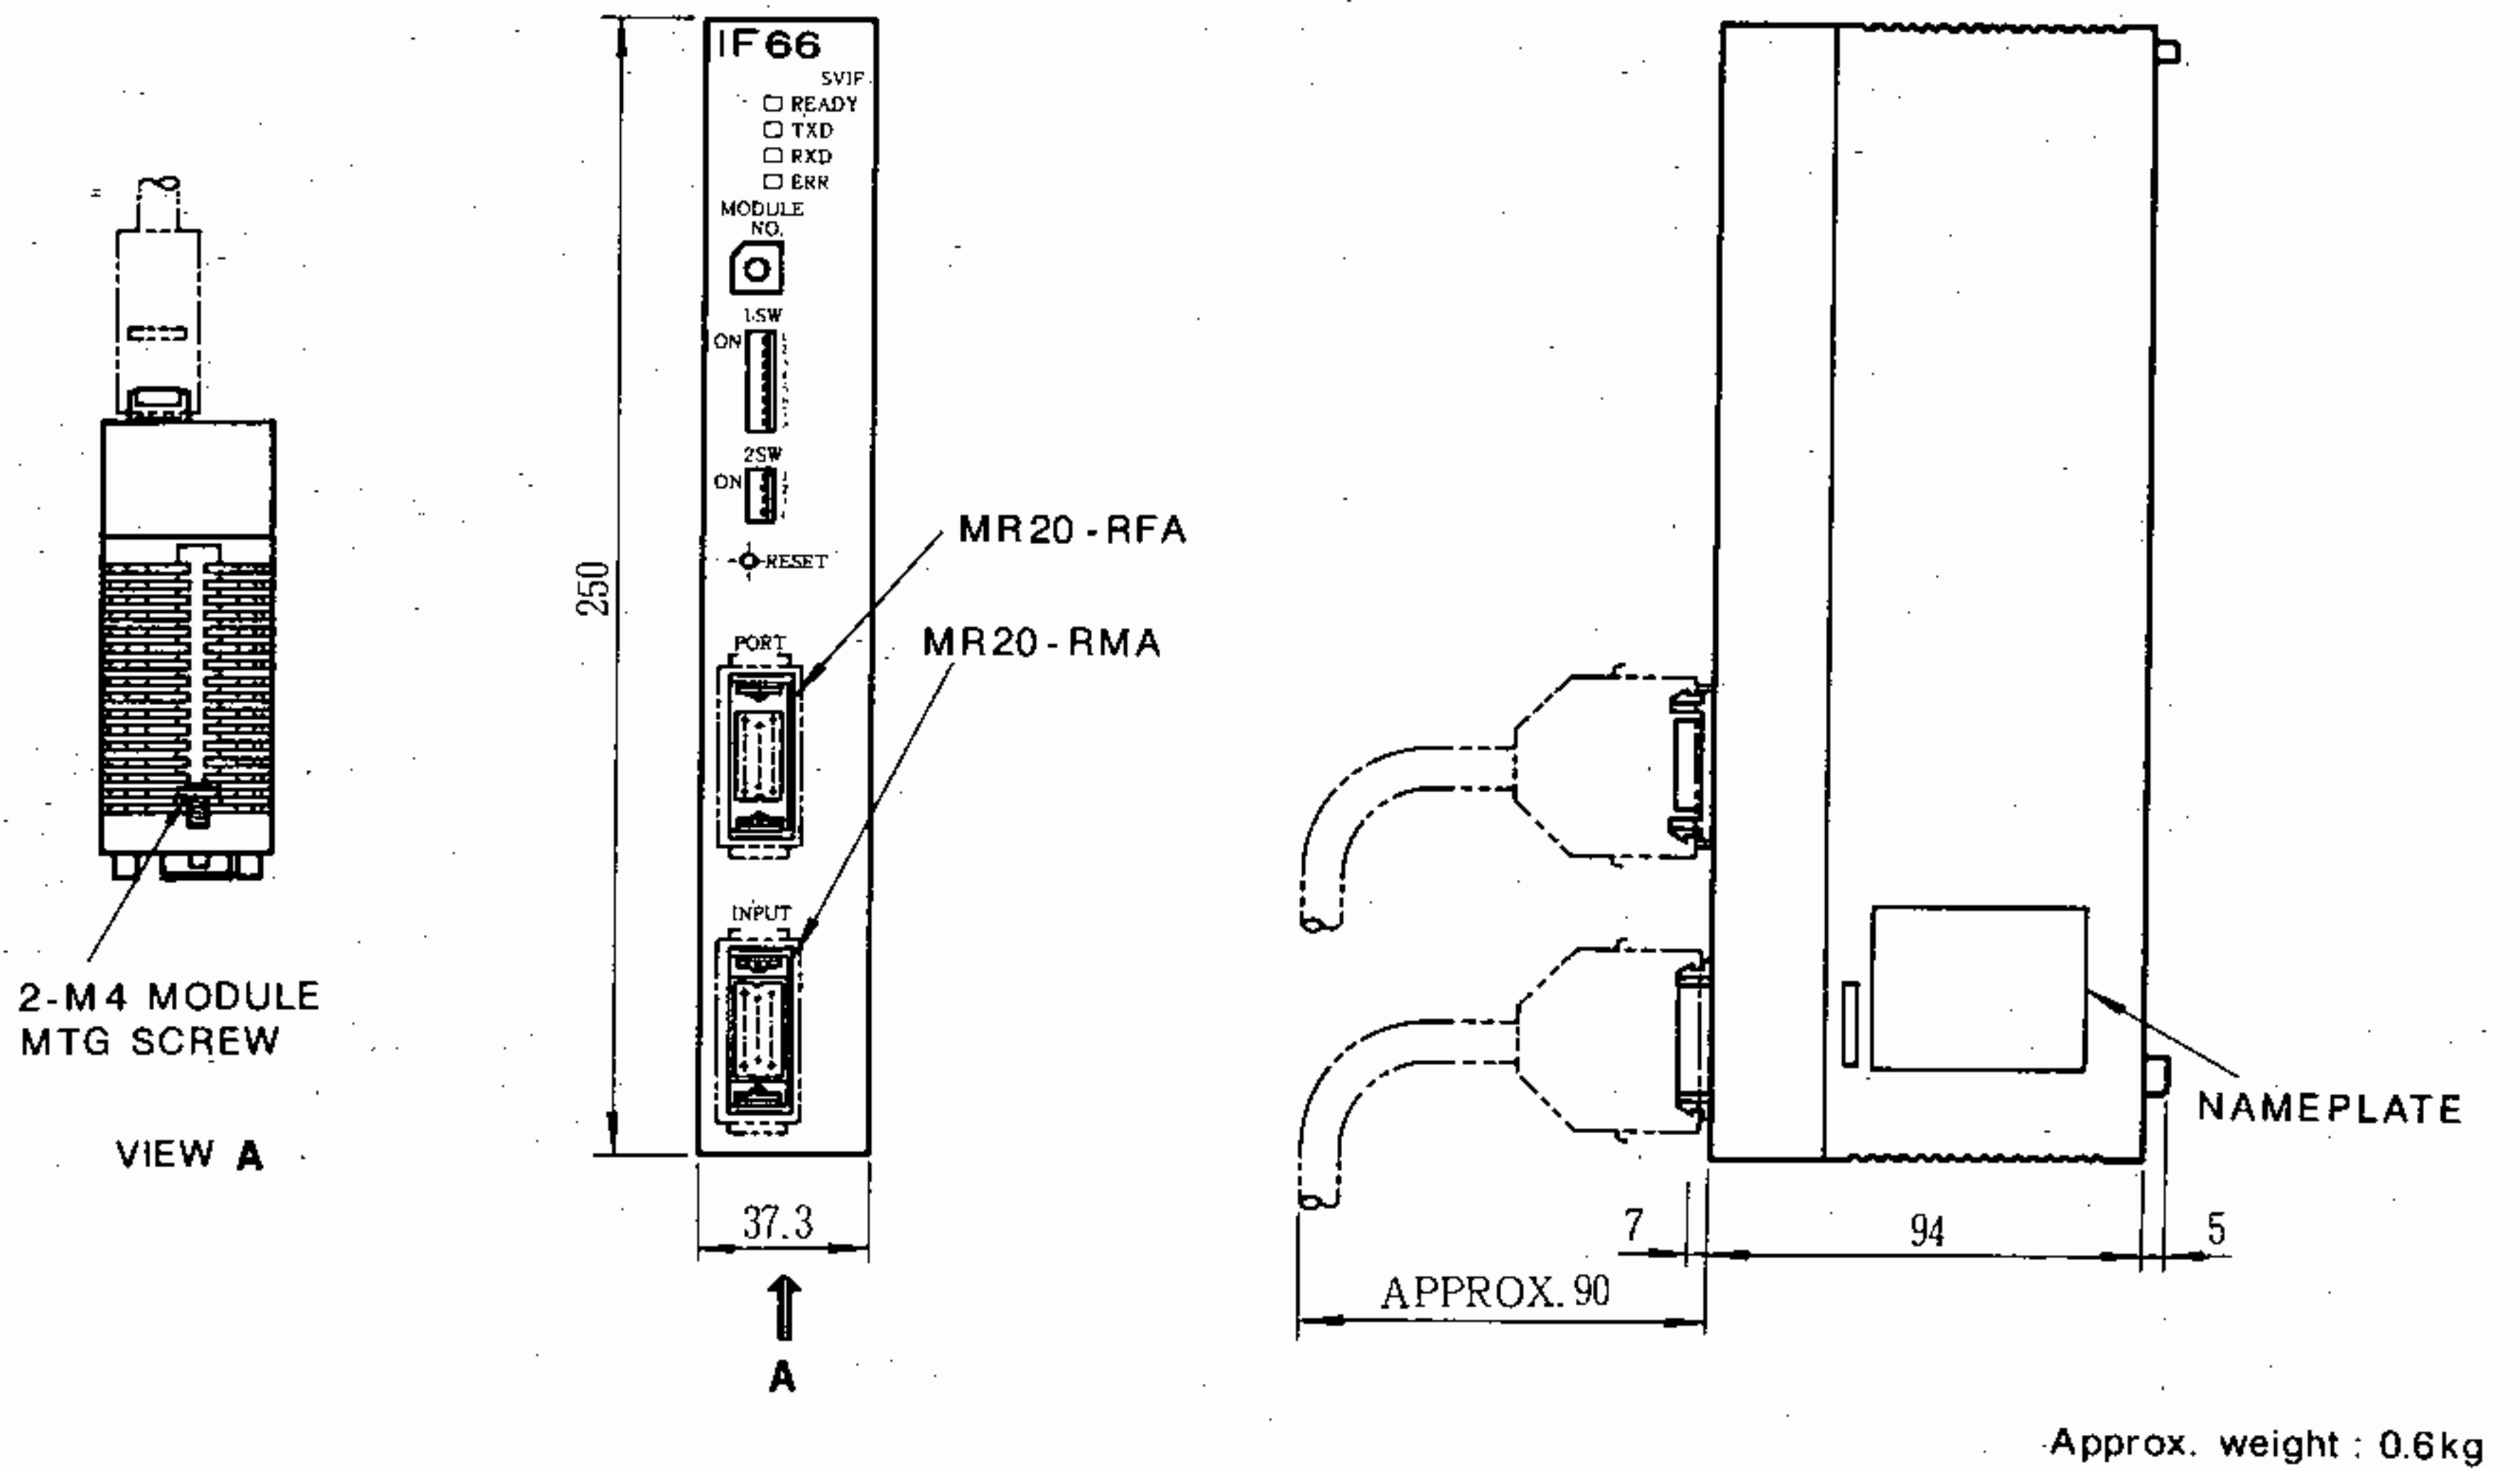 IF66
SVIF
READY
TXD
RXD
ERR
MODULE
NO.
1SW
ON
2SW
ON
RESET
PORT
INPUT
MR20-RFA
MR20-RMA
250
37.3
A
2-M4 MODULE
MTG SCREW
VIEW A
NAMEPLATE
7
94
5
APPROX. 90
Approx. weight : 0.6kg